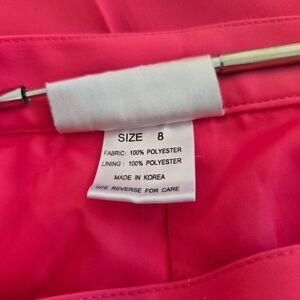 SIZE 8
FABRIC: 100% POLYESTER
LINING: 100% POLYESTER
MADE IN KOREA
SEE REVERSE FOR CARE